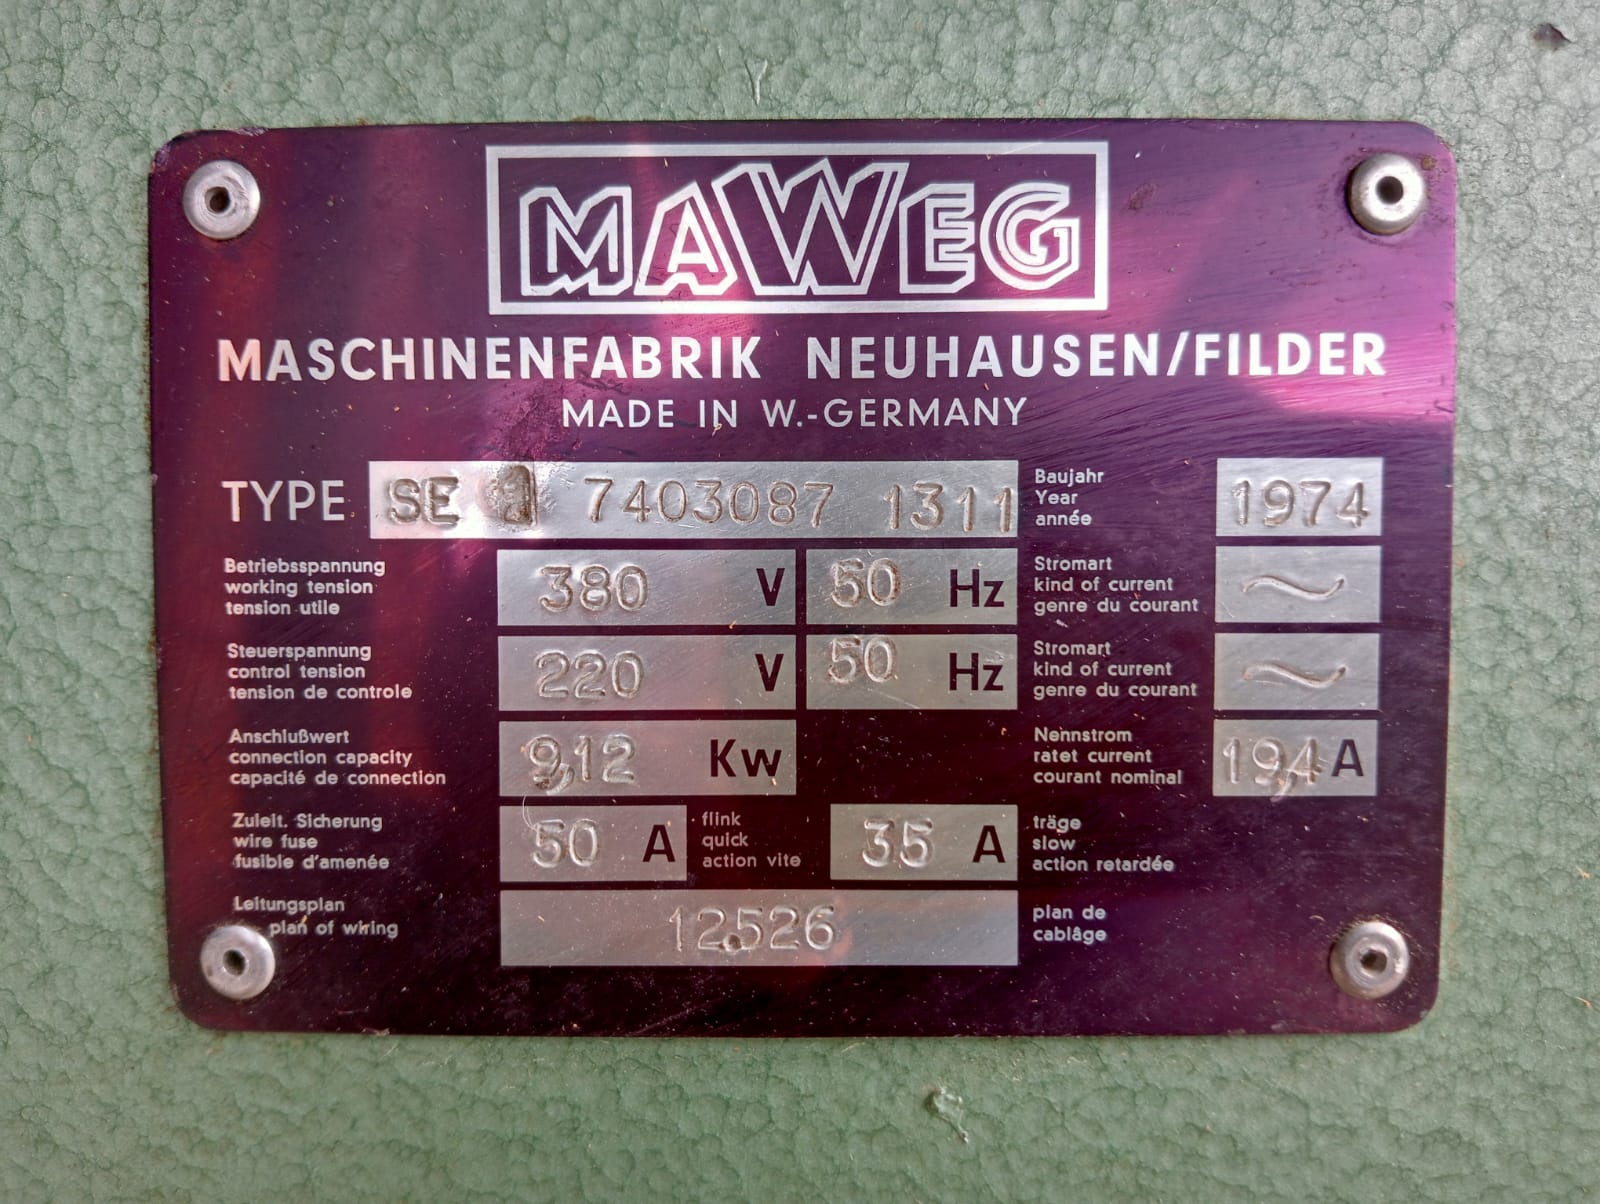 MAWEG
MASCHINENFABRIK NEUHAUSEN/FILDER
MADE IN W.-GERMANY
TYPE SE 1 7403087 1311
Baujahr
Year
année
1974
Betriebsspannung
working tension
tension utile
380 V 50 Hz
Stromart
kind of current
genre du courant
~
Steuerspannung
control tension
tension de controle
220 V 50 Hz
Stromart
kind of current
genre du courant
~
Anschlußwert
connection capacity
capacité de connection
9,12 Kw
Nennstrom
ratet current
courant nominal
19,4 A
Zuleit. Sicherung
wire fuse
fusible d'amenée
50 A
flink
quick
action vite
35 A
träge
slow
action retardée
Leitungsplan
plan of wiring
12.526
plan de
cablâge